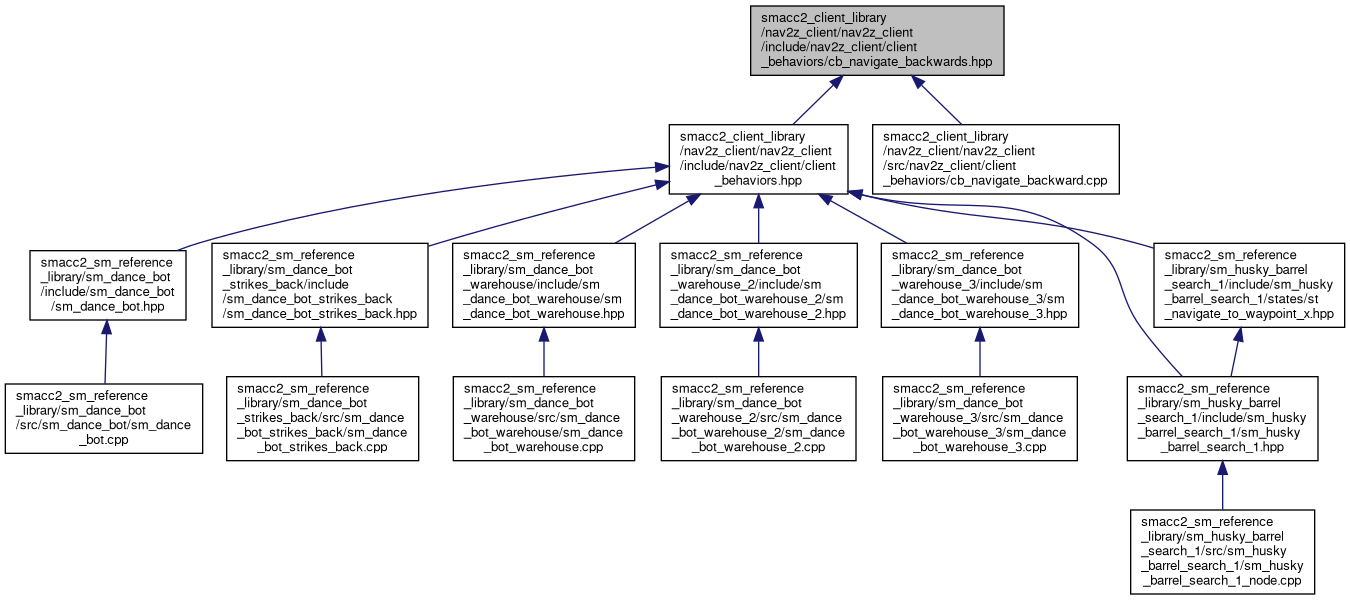 smacc2_client_library
/nav2z_client/nav2z_client
/include/nav2z_client/client
_behaviors/cb_navigate_backwards.hpp
smacc2_client_library
/nav2z_client/nav2z_client
/include/nav2z_client/client
_behaviors.hpp
smacc2_client_library
/nav2z_client/nav2z_client
/src/nav2z_client/client
_behaviors/cb_navigate_backward.cpp
smacc2_sm_reference
_library/sm_dance_bot
/include/sm_dance_bot
/sm_dance_bot.hpp
smacc2_sm_reference
_library/sm_dance_bot
_strikes_back/include
/sm_dance_bot_strikes_back
/sm_dance_bot_strikes_back.hpp
smacc2_sm_reference
_library/sm_dance_bot
_warehouse/include/sm
_dance_bot_warehouse/sm
_dance_bot_warehouse.hpp
smacc2_sm_reference
_library/sm_dance_bot
_warehouse_2/include/sm
_dance_bot_warehouse_2/sm
_dance_bot_warehouse_2.hpp
smacc2_sm_reference
_library/sm_dance_bot
_warehouse_3/include/sm
_dance_bot_warehouse_3/sm
_dance_bot_warehouse_3.hpp
smacc2_sm_reference
_library/sm_husky_barrel
_search_1/include/sm_husky
_barrel_search_1/states/st
_navigate_to_waypoint_x.hpp
smacc2_sm_reference
_library/sm_dance_bot
/src/sm_dance_bot/sm_dance
_bot.cpp
smacc2_sm_reference
_library/sm_dance_bot
_strikes_back/src/sm_dance
_bot_strikes_back/sm_dance
_bot_strikes_back.cpp
smacc2_sm_reference
_library/sm_dance_bot
_warehouse/src/sm_dance
_bot_warehouse/sm_dance
_bot_warehouse.cpp
smacc2_sm_reference
_library/sm_dance_bot
_warehouse_2/src/sm_dance
_bot_warehouse_2/sm_dance
_bot_warehouse_2.cpp
smacc2_sm_reference
_library/sm_dance_bot
_warehouse_3/src/sm_dance
_bot_warehouse_3/sm_dance
_bot_warehouse_3.cpp
smacc2_sm_reference
_library/sm_husky_barrel
_search_1/include/sm_husky
_barrel_search_1/sm_husky
_barrel_search_1.hpp
smacc2_sm_reference
_library/sm_husky_barrel
_search_1/src/sm_husky
_barrel_search_1/sm_husky
_barrel_search_1_node.cpp